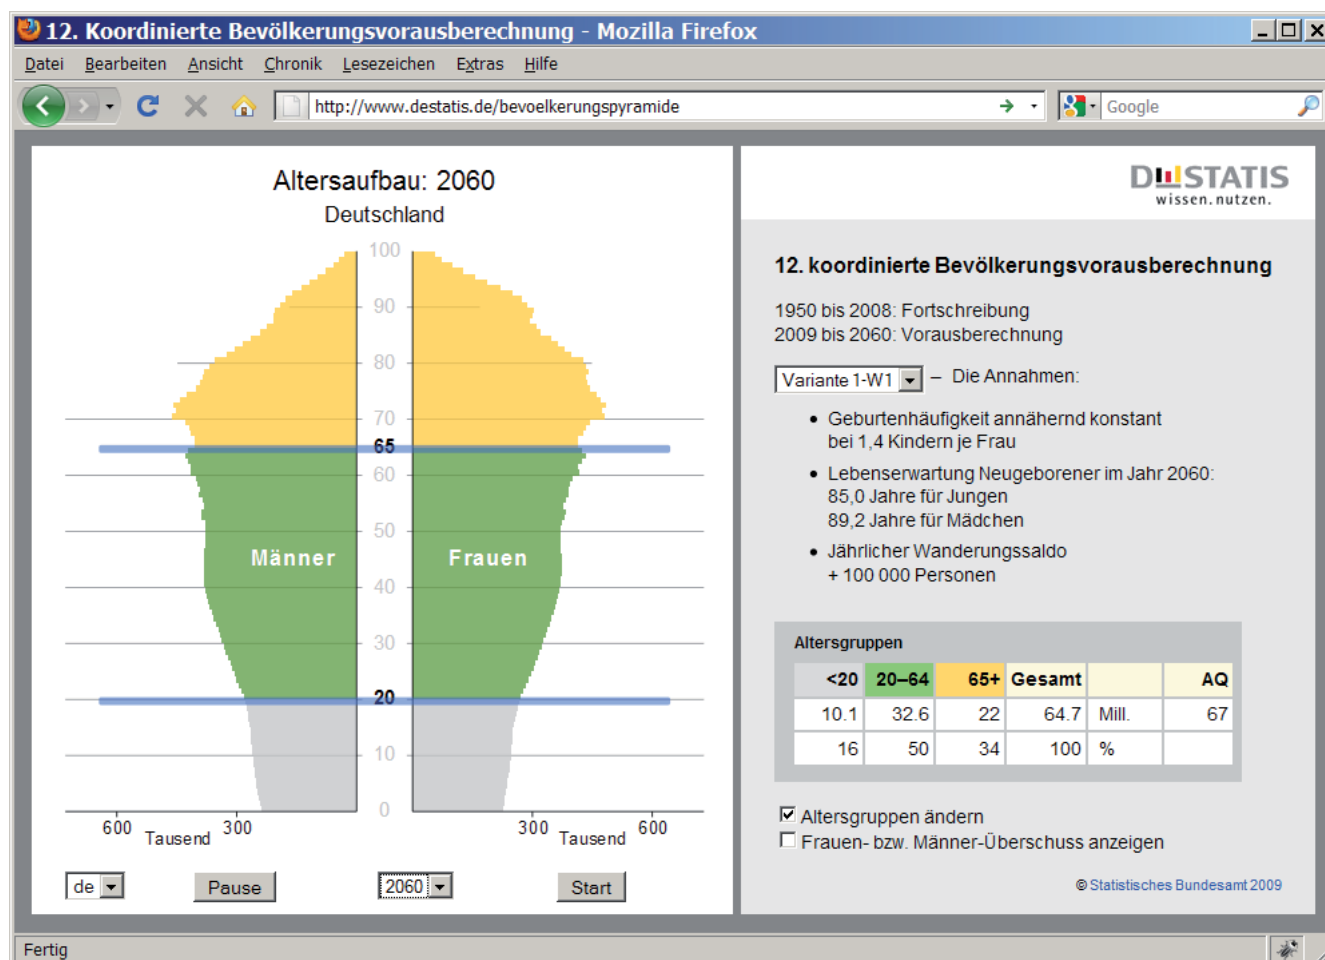 12. Koordinierte Bevölkerungsvorausberechnung - Mozilla Firefox
Datei Bearbeiten Ansicht Chronik Lesezeichen Extras Hilfe
http://www.destatis.de/bevoelkerungspyramide
Google
Altersaufbau: 2060
Deutschland
100
90
80
70
65
60
50
Männer Frauen
40
30
20
10
0
600 300 300 600
Tausend Tausend
de Pause 2060 Start
DESTATIS
wissen.nutzen.
12. koordinierte Bevölkerungsvorausberechnung
1950 bis 2008: Fortschreibung
2009 bis 2060: Vorausberechnung
Variante 1-W1 – Die Annahmen:
• Geburtenhäufigkeit annähernd konstant
bei 1,4 Kindern je Frau
• Lebenserwartung Neugeborener im Jahr 2060:
85,0 Jahre für Jungen
89,2 Jahre für Mädchen
• Jährlicher Wanderungssaldo
+ 100 000 Personen
Altersgruppen
<20 20–64 65+ Gesamt AQ
10.1 32.6 22 64.7 Mill. 67
16 50 34 100 %
Altersgruppen ändern
Frauen- bzw. Männer-Überschuss anzeigen
© Statistisches Bundesamt 2009
Fertig